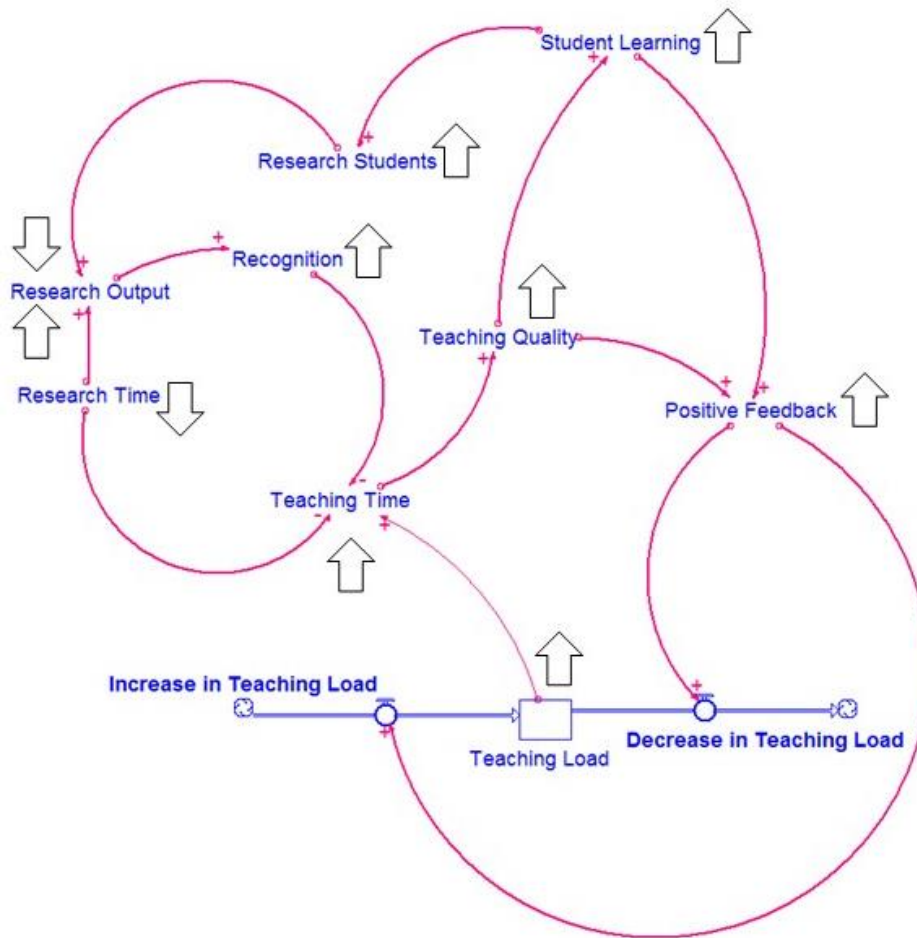 Student Learning
+
+
Research Students
+
Recognition
+
Research Output
+
Teaching Quality
+
+
+
Research Time
Positive Feedback
-
Teaching Time
-
+
Increase in Teaching Load
+
Decrease in Teaching Load
+
Teaching Load